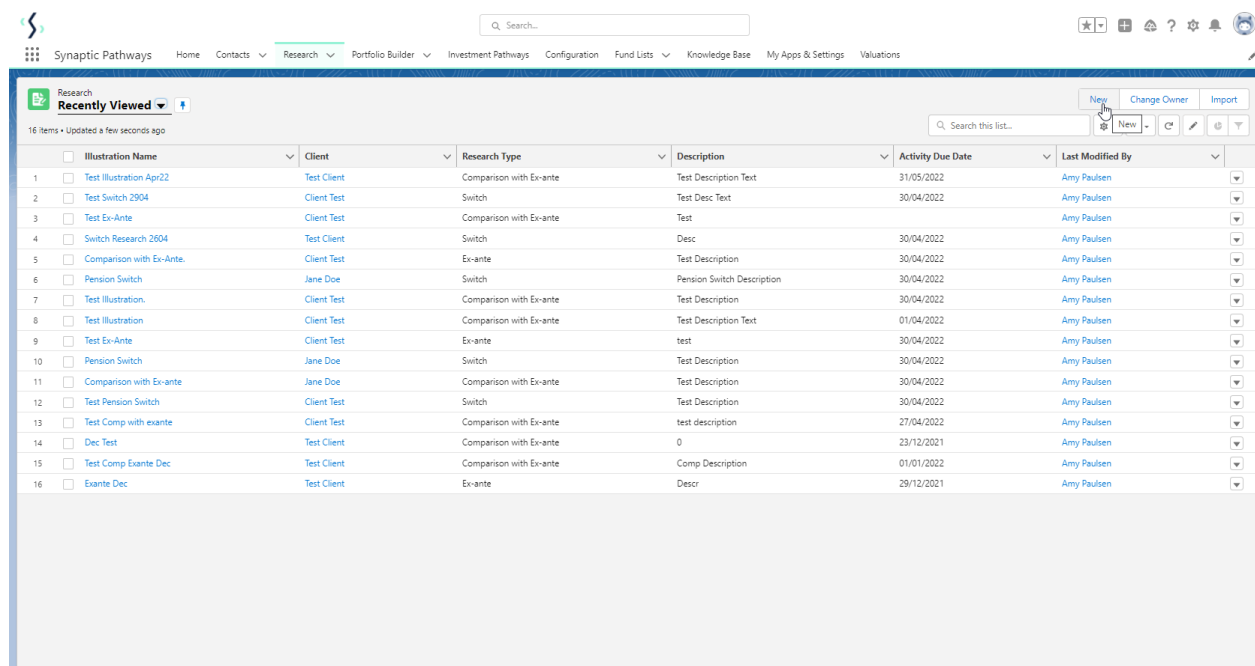 Search...
Synaptic Pathways Home Contacts Research Portfolio Builder Investment Pathways Configuration Fund Lists Knowledge Base My Apps & Settings Valuations
Research
Recently Viewed
New Change Owner Import
16 items • Updated a few seconds ago
Search this list...
New
Illustration Name Client Research Type Description Activity Due Date Last Modified By
1 Test Illustration Apr22 Test Client Comparison with Ex-ante Test Description Text 31/05/2022 Amy Paulsen
2 Test Switch 2904 Client Test Switch Test Desc Text 30/04/2022 Amy Paulsen
3 Test Ex-Ante Client Test Comparison with Ex-ante Test Amy Paulsen
4 Switch Research 2604 Test Client Switch Desc 30/04/2022 Amy Paulsen
5 Comparison with Ex-Ante. Client Test Ex-ante Test Description 30/04/2022 Amy Paulsen
6 Pension Switch Jane Doe Switch Pension Switch Description 30/04/2022 Amy Paulsen
7 Test Illustration. Client Test Comparison with Ex-ante Test Description 30/04/2022 Amy Paulsen
8 Test Illustration Client Test Comparison with Ex-ante Test Description Text 01/04/2022 Amy Paulsen
9 Test Ex-Ante Client Test Ex-ante test 30/04/2022 Amy Paulsen
10 Pension Switch Jane Doe Switch Test Description 30/04/2022 Amy Paulsen
11 Comparison with Ex-ante Jane Doe Comparison with Ex-ante Test Description 30/04/2022 Amy Paulsen
12 Test Pension Switch Client Test Switch Test Description 30/04/2022 Amy Paulsen
13 Test Comp with exante Client Test Comparison with Ex-ante test description 27/04/2022 Amy Paulsen
14 Dec Test Test Client Comparison with Ex-ante 0 23/12/2021 Amy Paulsen
15 Test Comp Exante Dec Test Client Comparison with Ex-ante Comp Description 01/01/2022 Amy Paulsen
16 Exante Dec Test Client Ex-ante Descr 29/12/2021 Amy Paulsen